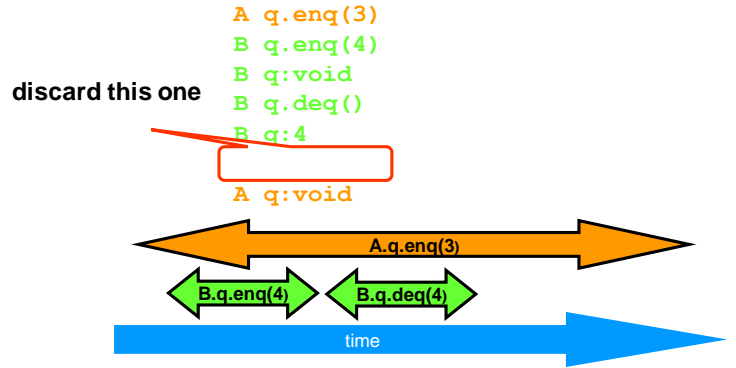 A q.enq(3)
B q.enq(4)
B q:void
discard this one
B q.deq()
B q:4
A q:void
A.q.enq(3)
B.q.enq(4)
B.q.deq(4)
time